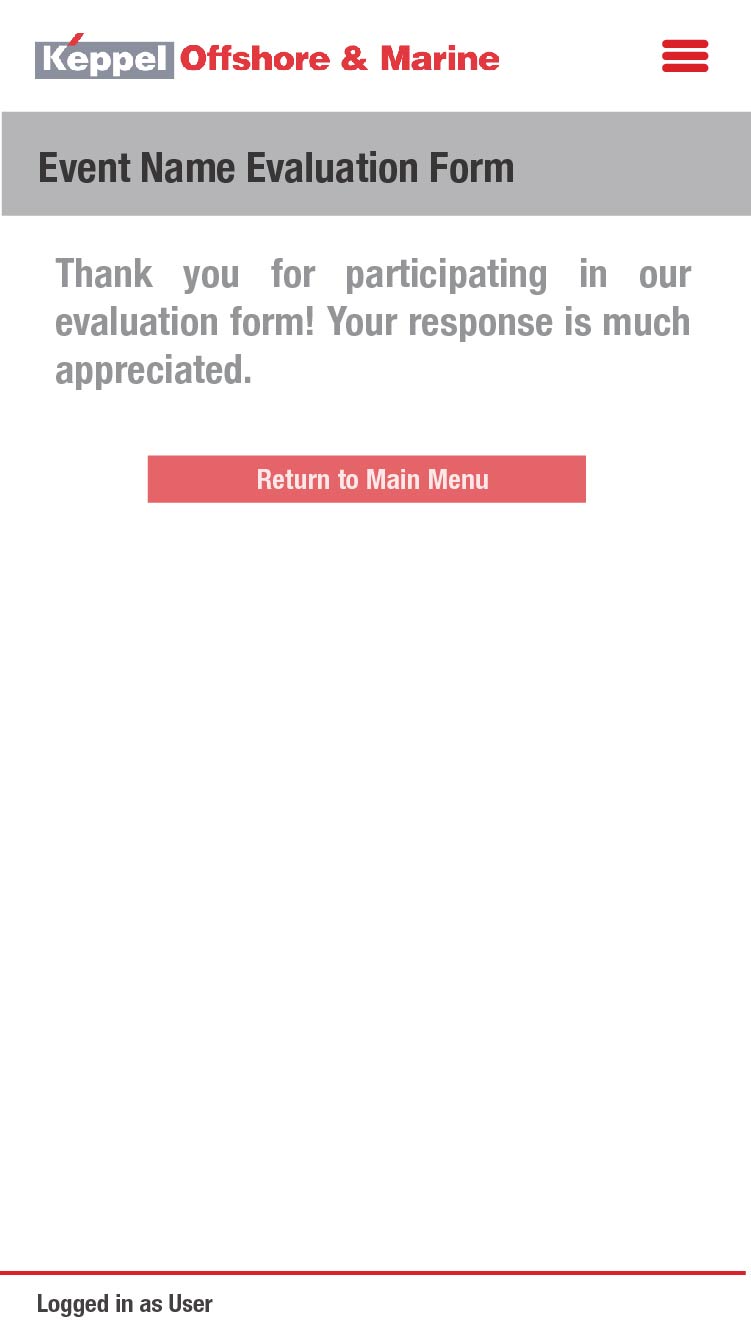 Keppel Offshore & Marine
Event Name Evaluation Form
Thank you for participating in our
evaluation form! Your response is much
appreciated.
Return to Main Menu
Logged in as User